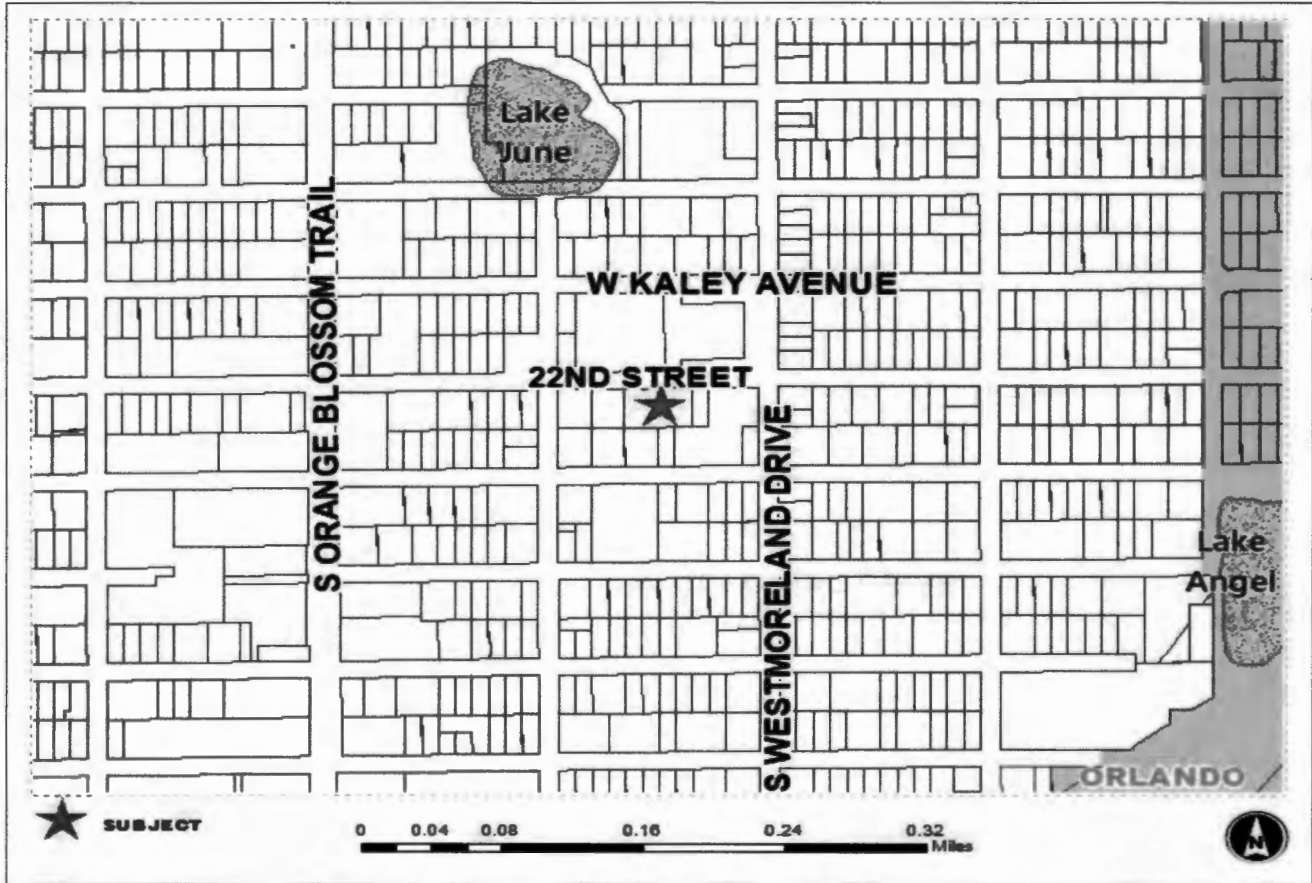 Lake
June
S ORANGE BLOSSOM TRAIL
W KALEY AVENUE
22ND STREET
S WESTMORELAND DRIVE
Lake
Angel
ORLANDO
SUBJECT
0 0.04 0.08 0.16 0.24 0.32
Miles
N